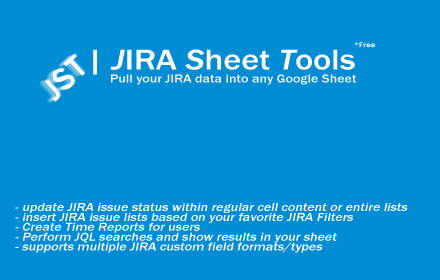 *Free
JST | JIRA Sheet Tools
Pull your JIRA data into any Google Sheet
- update JIRA issue status within regular cell content or entire lists
- insert JIRA issue lists based on your favorite JIRA Filters
- Create Time Reports for users
- Perform JQL searches and show results in your sheet
- supports multiple JIRA custom field formats/types